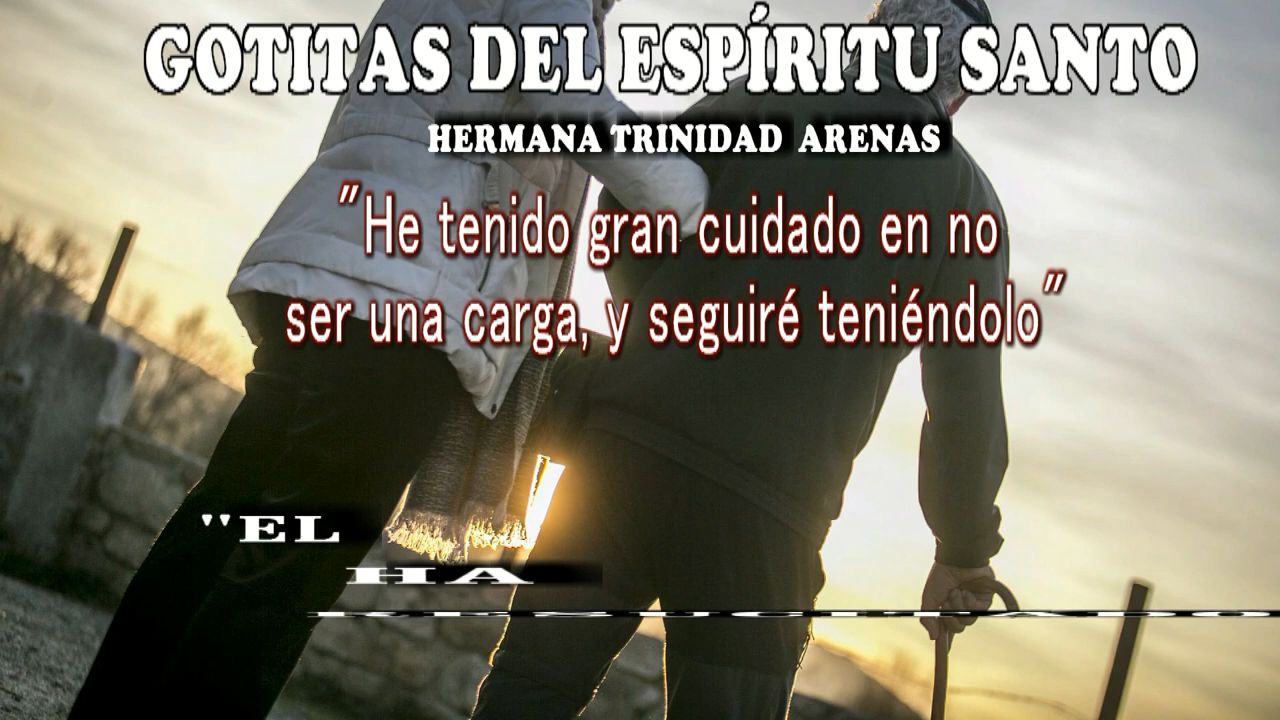 GOTITAS DEL ESPÍRITU SANTO
HERMANA TRINIDAD ARENAS
"He tenido gran cuidado en no
ser una carga, y seguiré teniéndolo"
"EL
HA
RESUCITADO